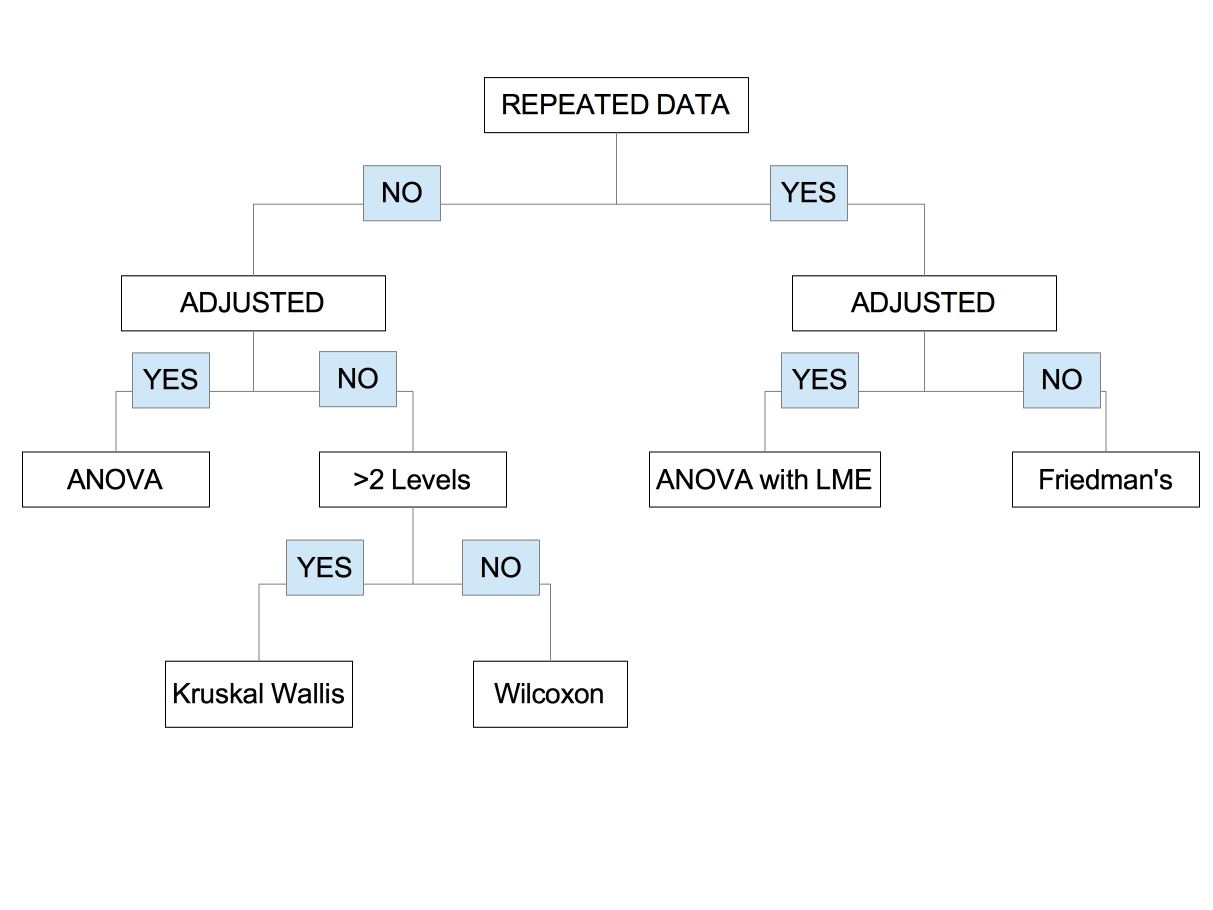 REPEATED DATA
NO
YES
ADJUSTED
ADJUSTED
YES
NO
YES
NO
ANOVA
>2 Levels
ANOVA with LME
Friedman's
YES
NO
Kruskal Wallis
Wilcoxon